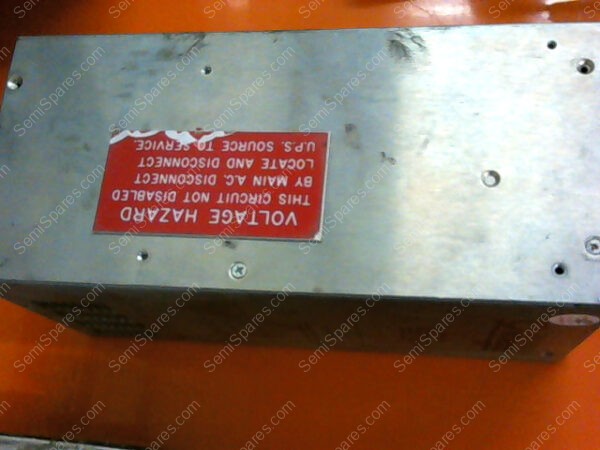 VOLTAGE HAZARD
THIS CIRCUIT NOT DISABLED
BY MAIN A.C. DISCONNECT
LOCATE AND DISCONNECT
U.P.S. SOURCE TO SERVICE.
SemiSpares.com